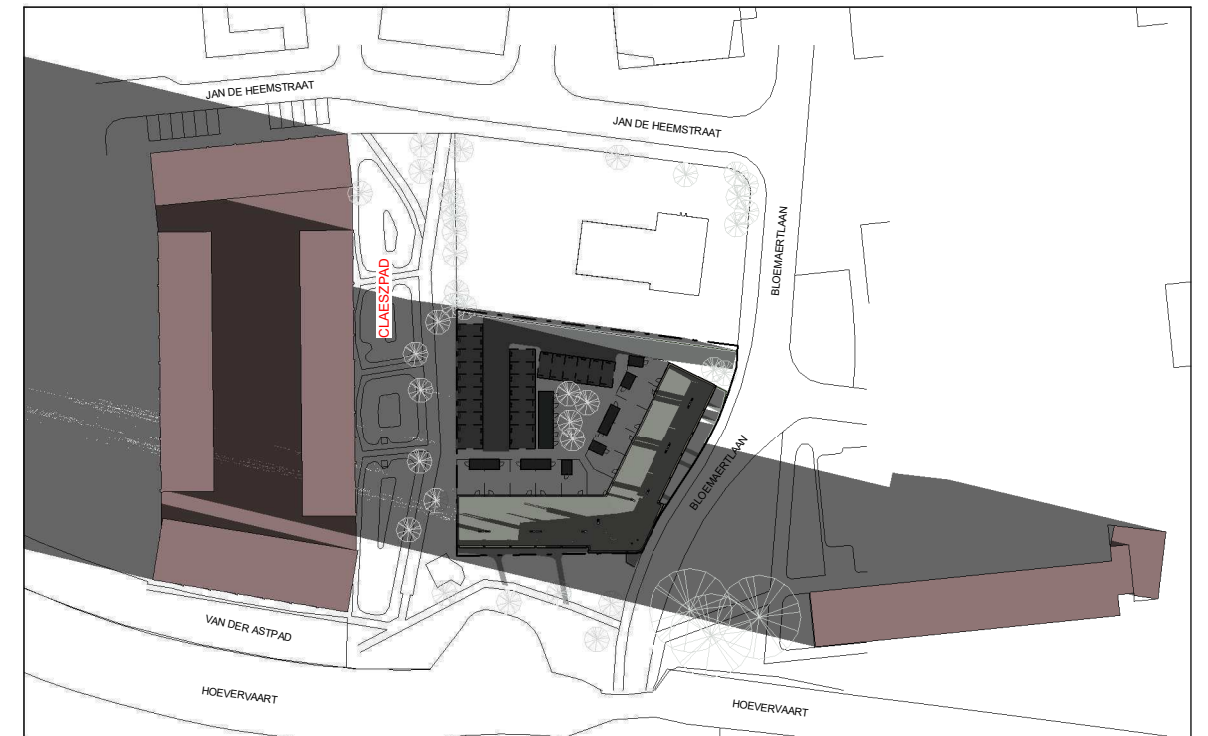 JAN DE HEEMSTRAAT
JAN DE HEEMSTRAAT
BLOEMAERTLAAN
CLAESZPAD
BLOEMAERTLAAN
VAN DER ASTPAD
HOEVERVAART
HOEVERVAART